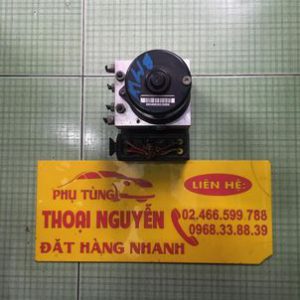 PHỤ TÙNG
THOẠI NGUYỄN
ĐẶT HÀNG NHANH
LIÊN HỆ:
02.466.599.788
0968.33.88.39